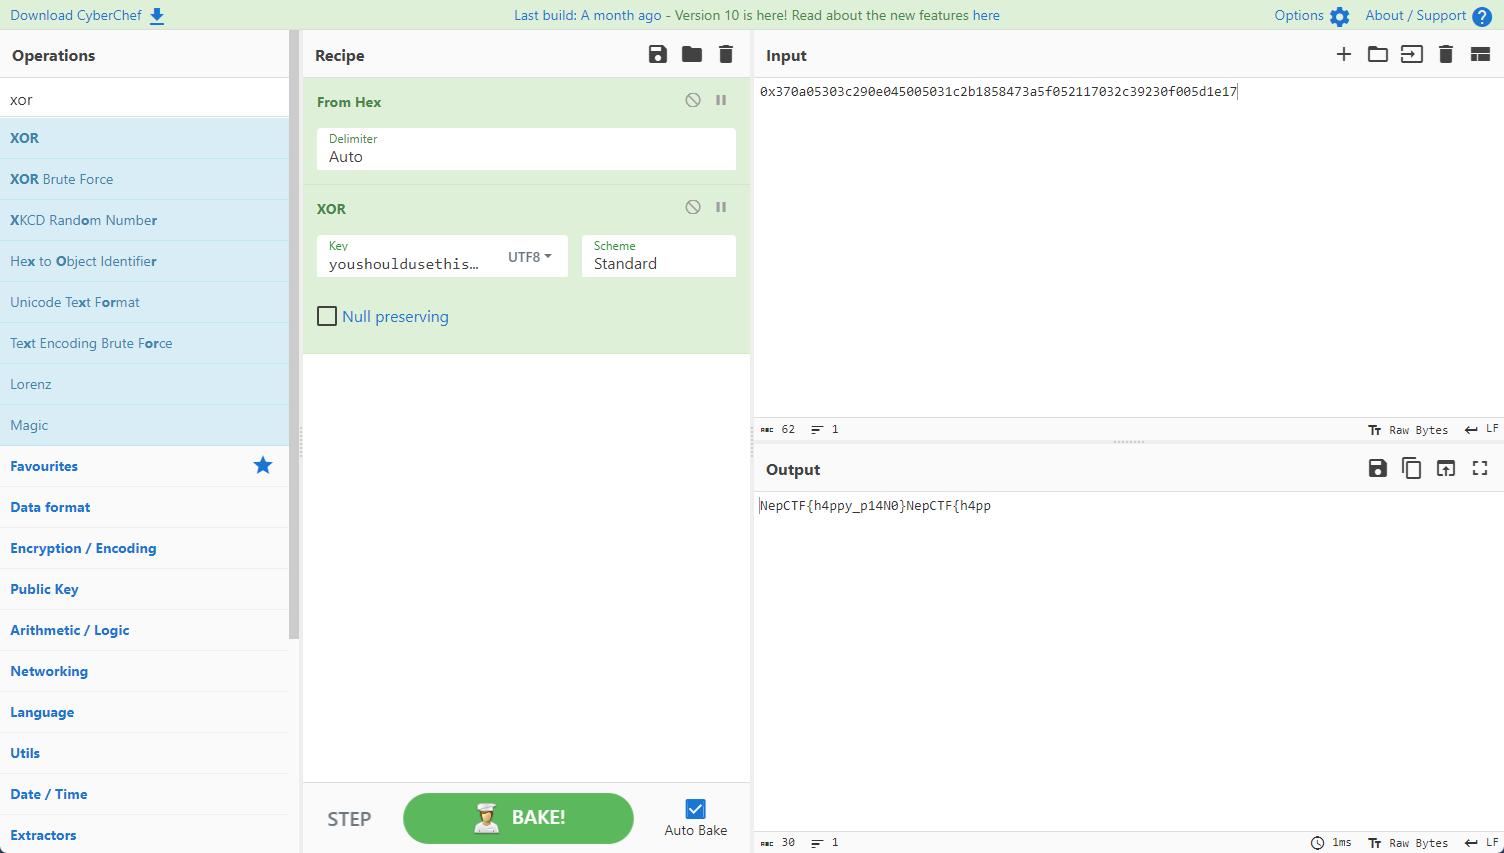 Download CyberChef
Last build: A month ago - Version 10 is here! Read about the new features here
Options
About / Support
Operations
xor
XOR
XOR Brute Force
XKCD Random Number
Hex to Object Identifier
Unicode Text Format
Text Encoding Brute Force
Lorenz
Magic
Favourites
Data format
Encryption / Encoding
Public Key
Arithmetic / Logic
Networking
Language
Utils
Date / Time
Extractors
Recipe
From Hex
Delimiter
Auto
XOR
Key
youshouldusethis…
UTF8
Scheme
Standard
Null preserving
STEP
BAKE!
Auto Bake
Input
0x370a05303c290e045005031c2b1858473a5f052117032c39230f005d1e17
ABC 62 1
Tт Raw Bytes LF
Output
NepCTF{h4ppy_p14N0}NepCTF{h4pp
ABC 30 1
1ms Tт Raw Bytes LF